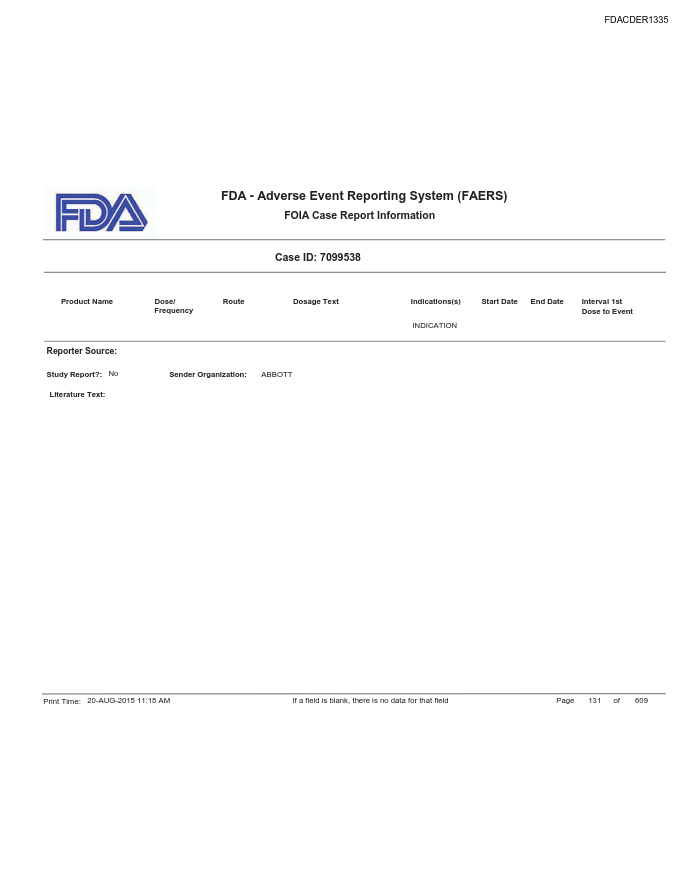 FDACDER1335
FDA
FDA - Adverse Event Reporting System (FAERS)
FOIA Case Report Information
Case ID: 7099538
Product Name Dose/ Frequency Route Dosage Text Indications(s) Start Date End Date Interval 1st Dose to Event
INDICATION
Reporter Source:
Study Report?: No Sender Organization: ABBOTT
Literature Text:
Print Time: 20-AUG-2015 11:15 AM If a field is blank, there is no data for that field Page 131 of 609